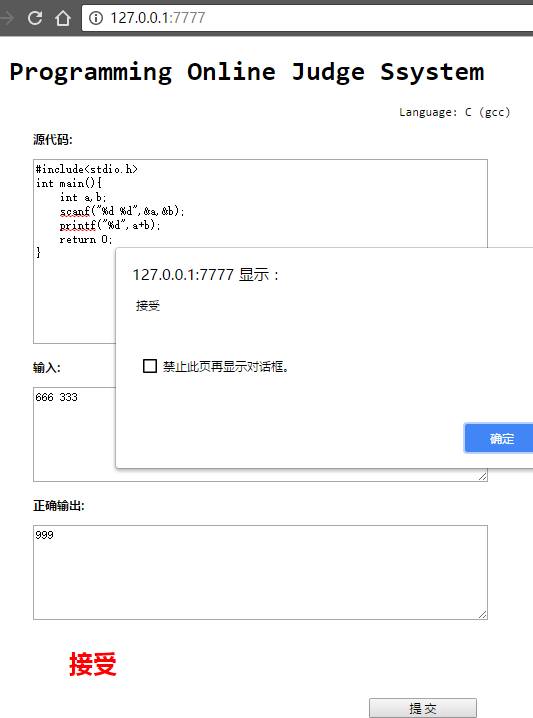 127.0.0.1:7777
Programming Online Judge Ssystem
Language: C (gcc)
源代码:
#include<stdio.h>
int main(){
    int a,b;
    scanf("%d %d",&a,&b);
    printf("%d",a+b);
    return 0;
}
127.0.0.1:7777 显示：
接受
禁止此页再显示对话框。
确定
输入:
666 333
正确输出:
999
接受
提 交